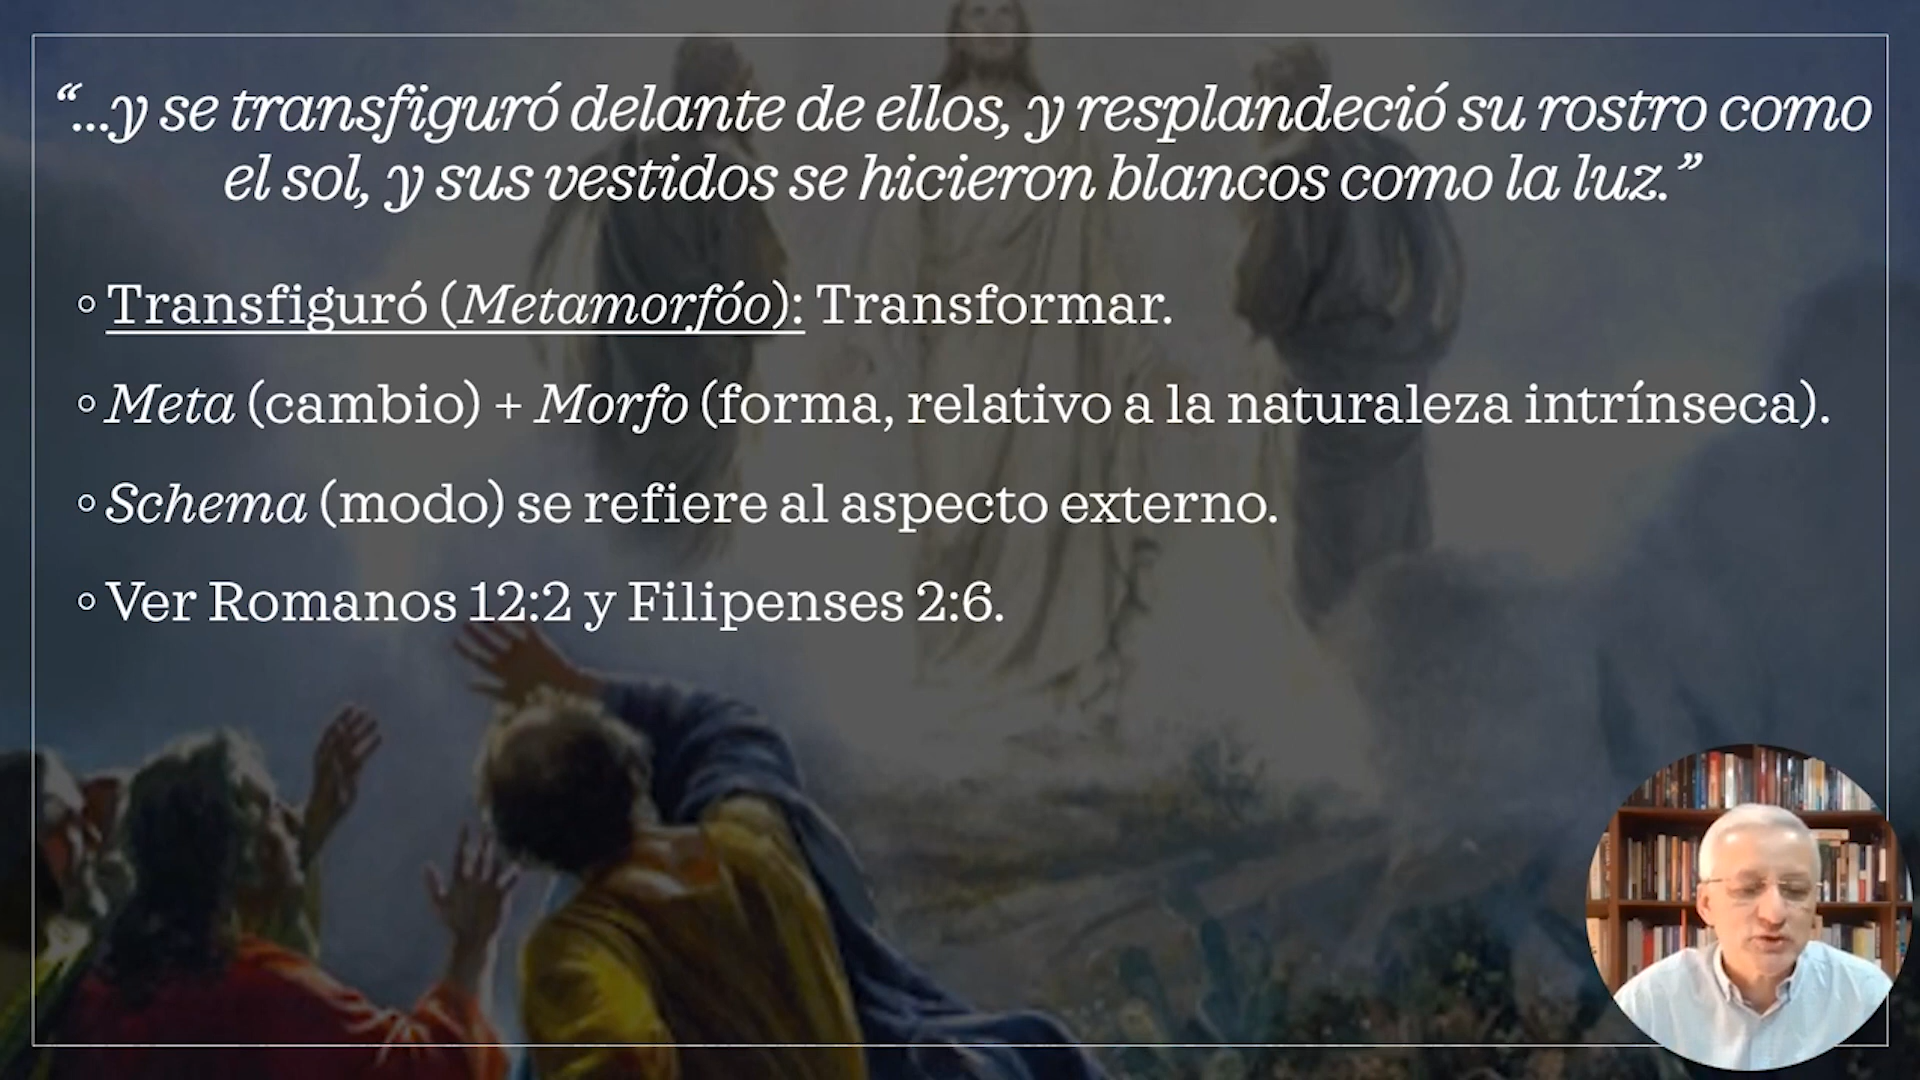 “...y se transfiguró delante de ellos, y resplandeció su rostro como
el sol, y sus vestidos se hicieron blancos como la luz.”
◦ Transfiguró (Metamorfóo): Transformar.
◦ Meta (cambio) + Morfo (forma, relativo a la naturaleza intrínseca).
◦ Schema (modo) se refiere al aspecto externo.
◦ Ver Romanos 12:2 y Filipenses 2:6.